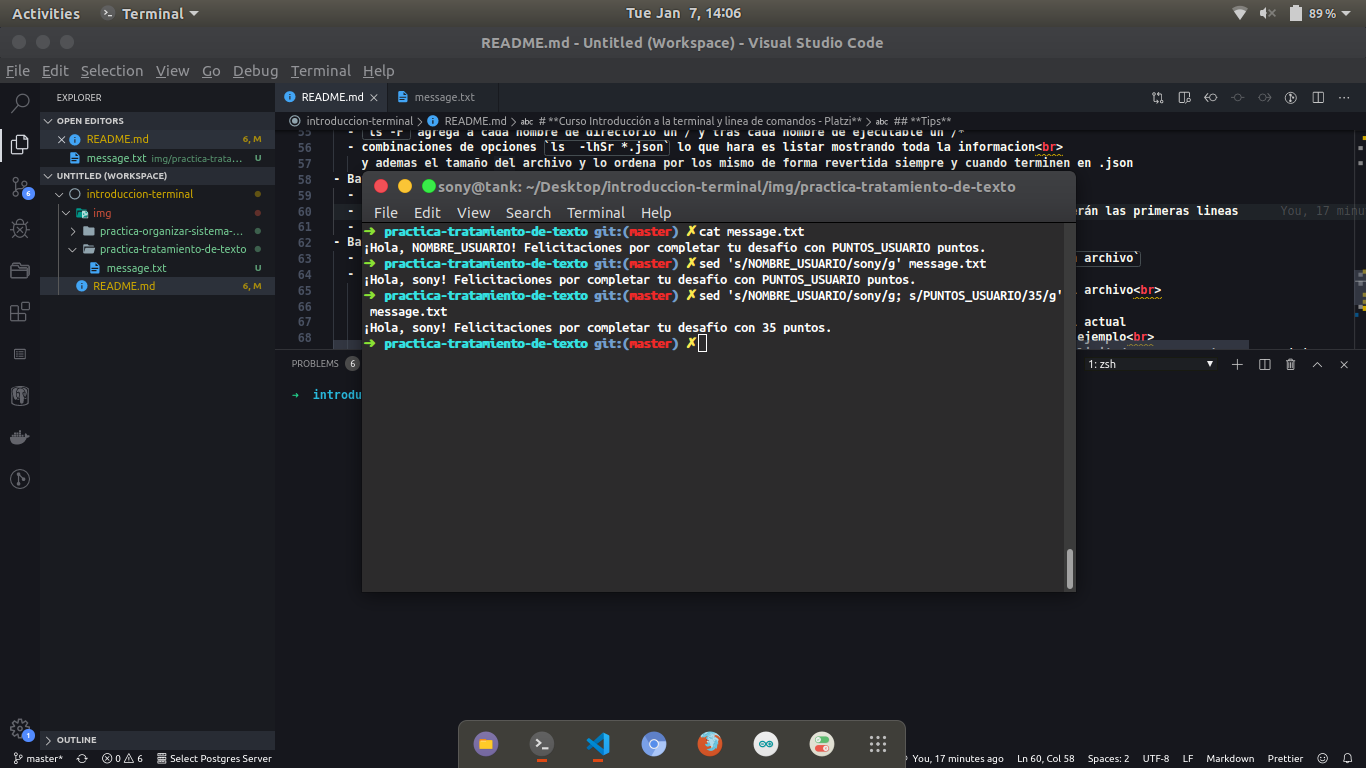 Activities Terminal Tue Jan 7, 14:06 89 %
README.md - Untitled (Workspace) - Visual Studio Code
File Edit Selection View Go Debug Terminal Help
EXPLORER
OPEN EDITORS
README.md 6, M
message.txt img/practica-trata... U
UNTITLED (WORKSPACE)
introduccion-terminal
img
practica-organizar-sistema-...
practica-tratamiento-de-texto
message.txt U
README.md 6, M
OUTLINE
README.md message.txt
introduccion-terminal > README.md > # **Curso Introducción a la terminal y linea de comandos - Platzi** > ## **Tips**
55 - `ls -F` agrega a cada nombre de directorio un / y tras cada nombre de ejecutable un /*
56 - combinaciones de opciones `ls -lhSr *.json` lo que hara es listar mostrando toda la informacion<br>
57 y ademas el tamaño del archivo y lo ordena por los mismo de forma revertida siempre y cuando terminen en .json
58 - Ba
59 -
60 - erán las primeras lineas You, 17 minu
61 -
62 - Ba
63 - archivo`
64 -
65 archivo<br>
66
67 actual
68 ejemplo<br>
sony@tank: ~/Desktop/introduccion-terminal/img/practica-tratamiento-de-texto
File Edit View Search Terminal Help
➜ practica-tratamiento-de-texto git:(master) ✗ cat message.txt
¡Hola, NOMBRE_USUARIO! Felicitaciones por completar tu desafío con PUNTOS_USUARIO puntos.
➜ practica-tratamiento-de-texto git:(master) ✗ sed 's/NOMBRE_USUARIO/sony/g' message.txt
¡Hola, sony! Felicitaciones por completar tu desafío con PUNTOS_USUARIO puntos.
➜ practica-tratamiento-de-texto git:(master) ✗ sed 's/NOMBRE_USUARIO/sony/g; s/PUNTOS_USUARIO/35/g'
message.txt
¡Hola, sony! Felicitaciones por completar tu desafío con 35 puntos.
➜ practica-tratamiento-de-texto git:(master) ✗
PROBLEMS 6 1: zsh
➜ introdu
master* 0 6 Select Postgres Server You, 17 minutes ago Ln 60, Col 58 Spaces: 2 UTF-8 LF Markdown Prettier